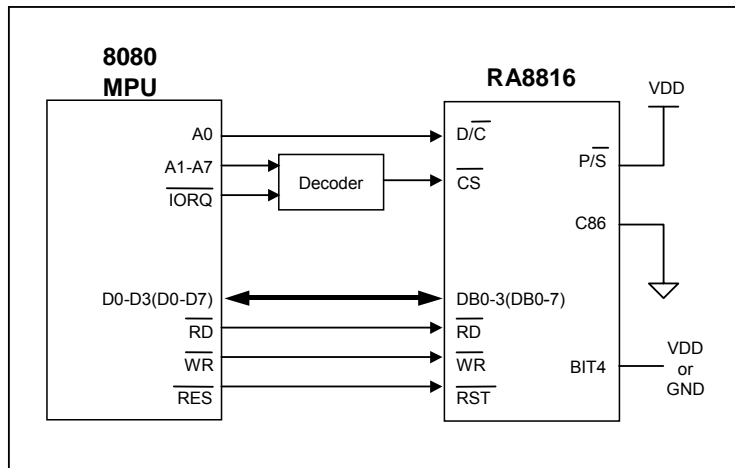 8080
MPU
RA8816
VDD
A0
D/C
A1-A7
Decoder
P/S
IORQ
CS
C86
D0-D3(D0-D7)
DB0-3(DB0-7)
RD
RD
WR
WR
BIT4
VDD
or
GND
RES
RST